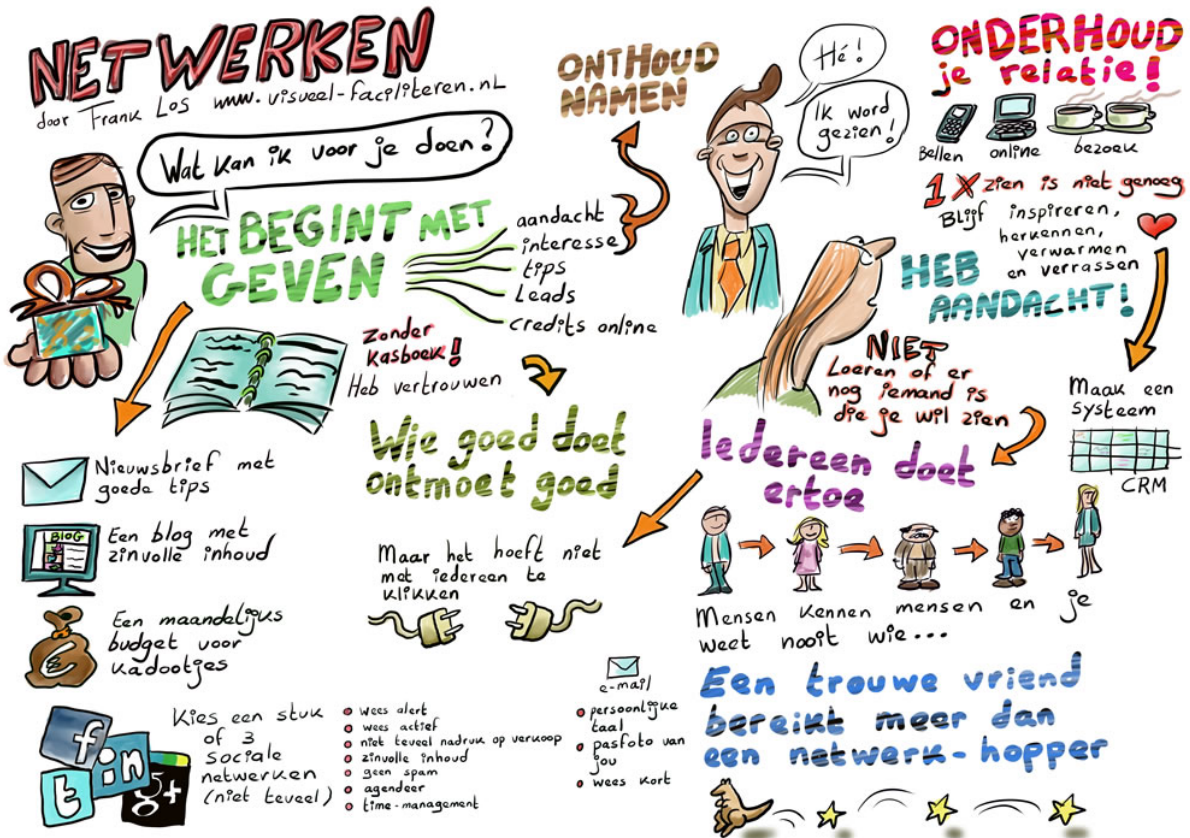 NETWERKEN
door Frank Los www.visueel-faciliteren.nl
Wat kan ik voor je doen?
HET BEGINT MET
GEVEN
aandacht
interesse
tips
Leads
credits online
ONTHOUD
NAMEN
Hé!
Ik word
gezien!
ONDERHOUD
je relatie!
Bellen
online
bezoek
1x zien is niet genoeg
Blijf inspireren,
herkennen,
verwarmen
en verrassen
HEB
AANDACHT!
NIET
Loeren of er
nog iemand is
die je wil zien
Maak een
systeem
CRM
zonder
kasboek!
Heb vertrouwen
Wie goed doet
ontmoet goed
Iedereen doet
ertoe
Nieuwsbrief met
goede tips
BLOG
Een blog met
zinvolle inhoud
Een maandelijks
budget voor
kadootjes
€
Maar het hoeft niet
met iedereen te
klikken
Mensen kennen mensen en je
weet nooit wie...
f
in
t
g+
Kies een stuk
of 3
sociale
netwerken
(niet teveel)
wees alert
wees actief
niet teveel nadruk op verkoop
zinvolle inhoud
geen spam
agendeer
time-management
e-mail
persoonlijke
taal
pasfoto van
jou
wees kort
Een trouwe vriend
bereikt meer dan
een netwerk-hopper